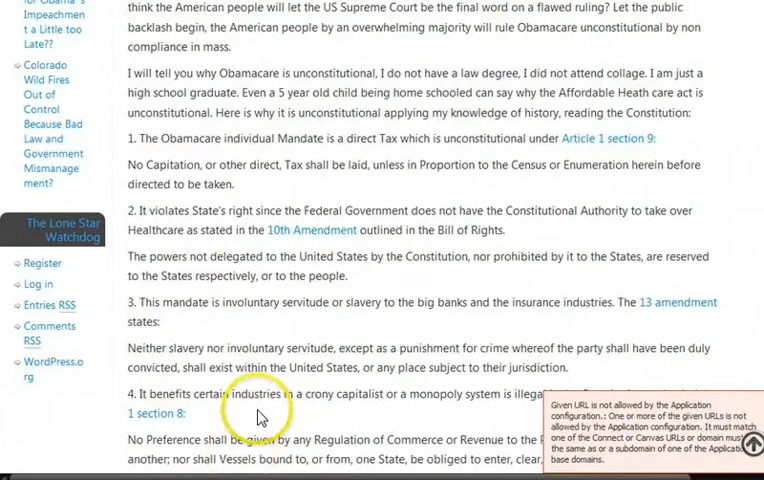 for Obama's
Impeachmen
t a Little too
Late??
Colorado
Wild Fires
Out of
Control
Because Bad
Law and
Government
Mismanage
ment?
The Lone Star
Watchdog
Register
Log in
Entries RSS
Comments
RSS
WordPress.o
rg
think the American people will let the US Supreme Court be the final word on a flawed ruling? Let the public
backlash begin, the American people by an overwhelming majority will rule Obamacare unconstitutional by non
compliance in mass.
I will tell you why Obamacare is unconstitutional, I do not have a law degree, I did not attend collage. I am just a
high school graduate. Even a 5 year old child being home schooled can say why the Affordable Heath care act is
unconstitutional. Here is why it is unconstitutional applying my knowledge of history, reading the Constitution:
1. The Obamacare individual Mandate is a direct Tax which is unconstitutional under Article 1 section 9:
No Capitation, or other direct, Tax shall be laid, unless in Proportion to the Census or Enumeration herein before
directed to be taken.
2. It violates State's right since the Federal Government does not have the Constitutional Authority to take over
Healthcare as stated in the 10th Amendment outlined in the Bill of Rights.
The powers not delegated to the United States by the Constitution, nor prohibited by it to the States, are reserved
to the States respectively, or to the people.
3. This mandate is involuntary servitude or slavery to the big banks and the insurance industries. The 13 amendment
states:
Neither slavery nor involuntary servitude, except as a punishment for crime whereof the party shall have been duly
convicted, shall exist within the United States, or any place subject to their jurisdiction.
4. It benefits certain industries in a crony capitalist or a monopoly system is illega
1 section 8:
No Preference shall be given by any Regulation of Commerce or Revenue to the
another; nor shall Vessels bound to, or from, one State, be obliged to enter, clear,
Given URL is not allowed by the Application
configuration.: One or more of the given URLs is not
allowed by the Application configuration. It must match
one of the Connect or Canvas URLs or domain must
the same as or a subdomain of one of the Application
base domains.